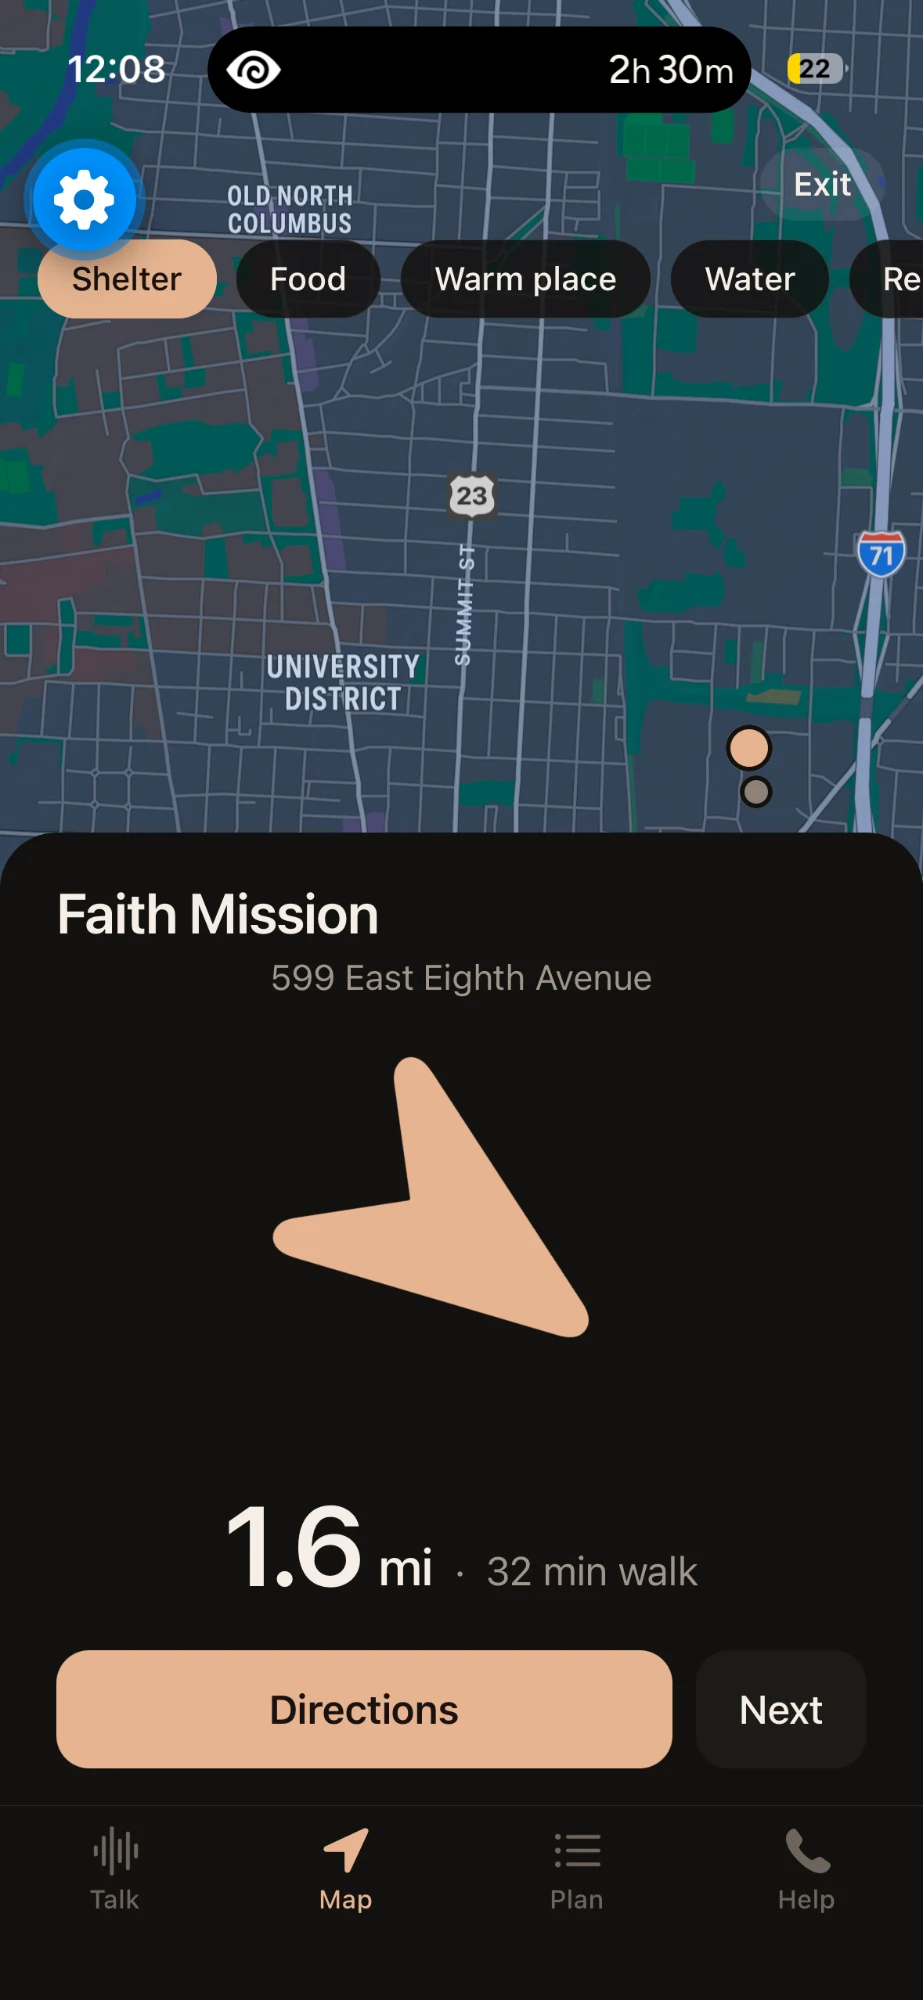 12:08
2h 30m
22
OLD NORTH
COLUMBUS
Exit
Shelter
Food
Warm place
Water
Re
23
71
SUMMIT ST
UNIVERSITY
DISTRICT
Faith Mission
599 East Eighth Avenue
1.6 mi · 32 min walk
Directions
Next
Talk
Map
Plan
Help